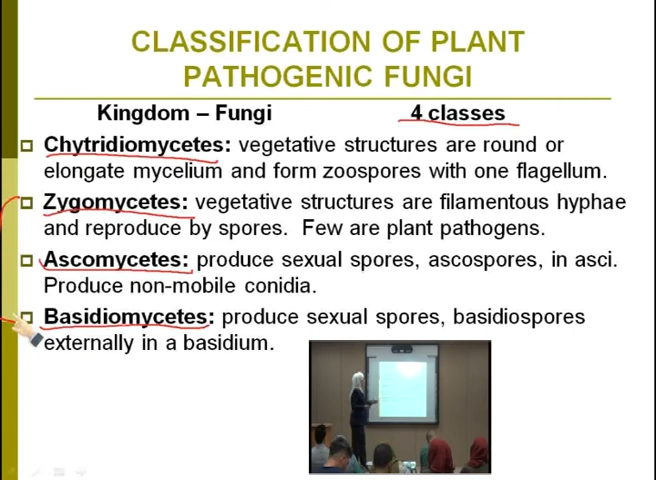 CLASSIFICATION OF PLANT
PATHOGENIC FUNGI
Kingdom – Fungi 4 classes
Chytridiomycetes: vegetative structures are round or
elongate mycelium and form zoospores with one flagellum.
Zygomycetes: vegetative structures are filamentous hyphae
and reproduce by spores. Few are plant pathogens.
Ascomycetes: produce sexual spores, ascospores, in asci.
Produce non-mobile conidia.
Basidiomycetes: produce sexual spores, basidiospores
externally in a basidium.